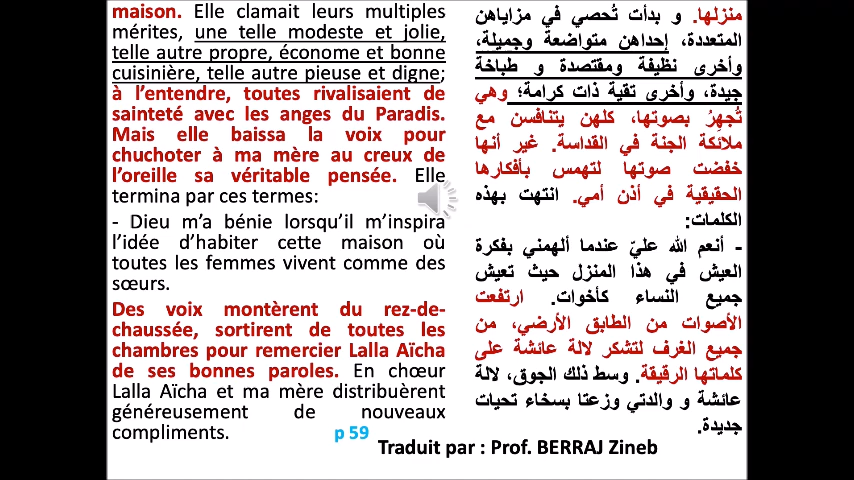 maison. Elle clamait leurs multiples
mérites, une telle modeste et jolie,
telle autre propre, économe et bonne
cuisinière, telle autre pieuse et digne;
à l’entendre, toutes rivalisaient de
sainteté avec les anges du Paradis.
Mais elle baissa la voix pour
chuchoter à ma mère au creux de
l’oreille sa véritable pensée. Elle
termina par ces termes:
- Dieu m’a bénie lorsqu’il m’inspira
l’idée d’habiter cette maison où
toutes les femmes vivent comme des
sœurs.
Des voix montèrent du rez-de-
chaussée, sortirent de toutes les
chambres pour remercier Lalla Aïcha
de ses bonnes paroles. En chœur
Lalla Aïcha et ma mère distribuèrent
généreusement de nouveaux
compliments. p 59
منزلها. و بدأت تُحصي في مزاياهن
المتعددة، إحداهن متواضعة وجميلة،
وأخرى نظيفة ومقتصدة و طباخة
جيدة، وأخرى تقية ذات كرامة؛ وهي
تُجهِرُ بصوتها، كلهن يتنافسن مع
ملائكة الجنة في القداسة. غير أنها
خفضت صوتها لتهمس بأفكارها
الحقيقية في أذن أمي. انتهت بهذه
الكلمات:
- أنعم الله عليّ عندما ألهمني بفكرة
العيش في هذا المنزل حيث تعيش
جميع النساء كأخوات. ارتفعت
الأصوات من الطابق الأرضي، من
جميع الغرف لتشكر لالة عائشة على
كلماتها الرقيقة. وسط ذلك الجوق، لالة
عائشة و والدتي وزعتا بسخاء تحيات
جديدة.
Traduit par : Prof. BERRAJ Zineb